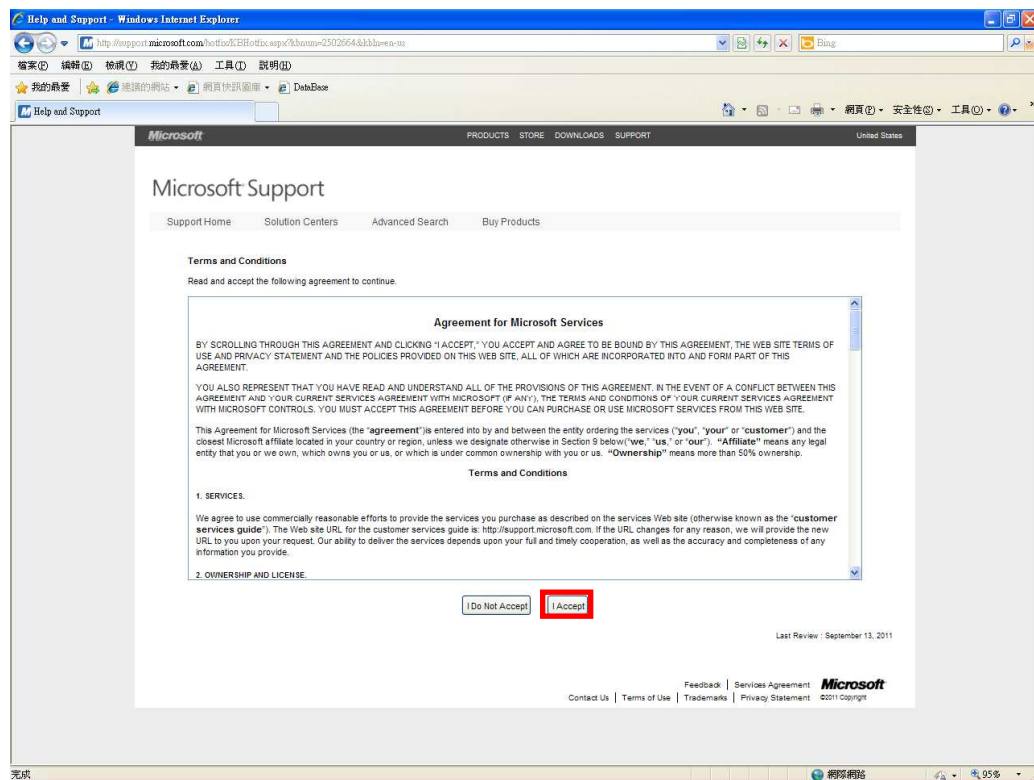 Help and Support - Windows Internet Explorer
http://support.microsoft.com/hotfix/KBHotfix.aspx?kbnum=2502664&kbln=en-us
Bing
檔案(F) 編輯(E) 檢視(V) 我的最愛(A) 工具(T) 說明(H)
我的最愛 建議的網站 網頁快訊圖庫 DataBase
Help and Support
網頁(P) 安全性(S) 工具(O)
Microsoft PRODUCTS STORE DOWNLOADS SUPPORT United States
Microsoft Support
Support Home Solution Centers Advanced Search Buy Products
Terms and Conditions
Read and accept the following agreement to continue.
Agreement for Microsoft Services
BY SCROLLING THROUGH THIS AGREEMENT AND CLICKING "I ACCEPT," YOU ACCEPT AND AGREE TO BE BOUND BY THIS AGREEMENT, THE WEB SITE TERMS OF
USE AND PRIVACY STATEMENT AND THE POLICIES PROVIDED ON THIS WEB SITE, ALL OF WHICH ARE INCORPORATED INTO AND FORM PART OF THIS
AGREEMENT.
YOU ALSO REPRESENT THAT YOU HAVE READ AND UNDERSTAND ALL OF THE PROVISIONS OF THIS AGREEMENT. IN THE EVENT OF A CONFLICT BETWEEN THIS
AGREEMENT AND YOUR CURRENT SERVICES AGREEMENT WITH MICROSOFT (IF ANY), THE TERMS AND CONDITIONS OF YOUR CURRENT SERVICES AGREEMENT
WITH MICROSOFT CONTROLS. YOU MUST ACCEPT THIS AGREEMENT BEFORE YOU CAN PURCHASE OR USE MICROSOFT SERVICES FROM THIS WEB SITE.
This Agreement for Microsoft Services (the "agreement")is entered into by and between the entity ordering the services ("you", "your" or "customer") and the
closest Microsoft affiliate located in your country or region, unless we designate otherwise in Section 9 below("we," "us," or "our"). "Affiliate" means any legal
entity that you or we own, which owns you or us, or which is under common ownership with you or us. "Ownership" means more than 50% ownership.
Terms and Conditions
1. SERVICES.
We agree to use commercially reasonable efforts to provide the services you purchase as described on the services Web site (otherwise known as the "customer
services guide"). The Web site URL for the customer services guide is: http://support.microsoft.com. If the URL changes for any reason, we will provide the new
URL to you upon your request. Our ability to deliver the services depends upon your full and timely cooperation, as well as the accuracy and completeness of any
information you provide.
2. OWNERSHIP AND LICENSE.
I Do Not Accept I Accept
Last Review : September 13, 2011
Feedback | Services Agreement Microsoft
Contact Us | Terms of Use | Trademarks | Privacy Statement ©2011 Copyright
完成 網際網路 95%